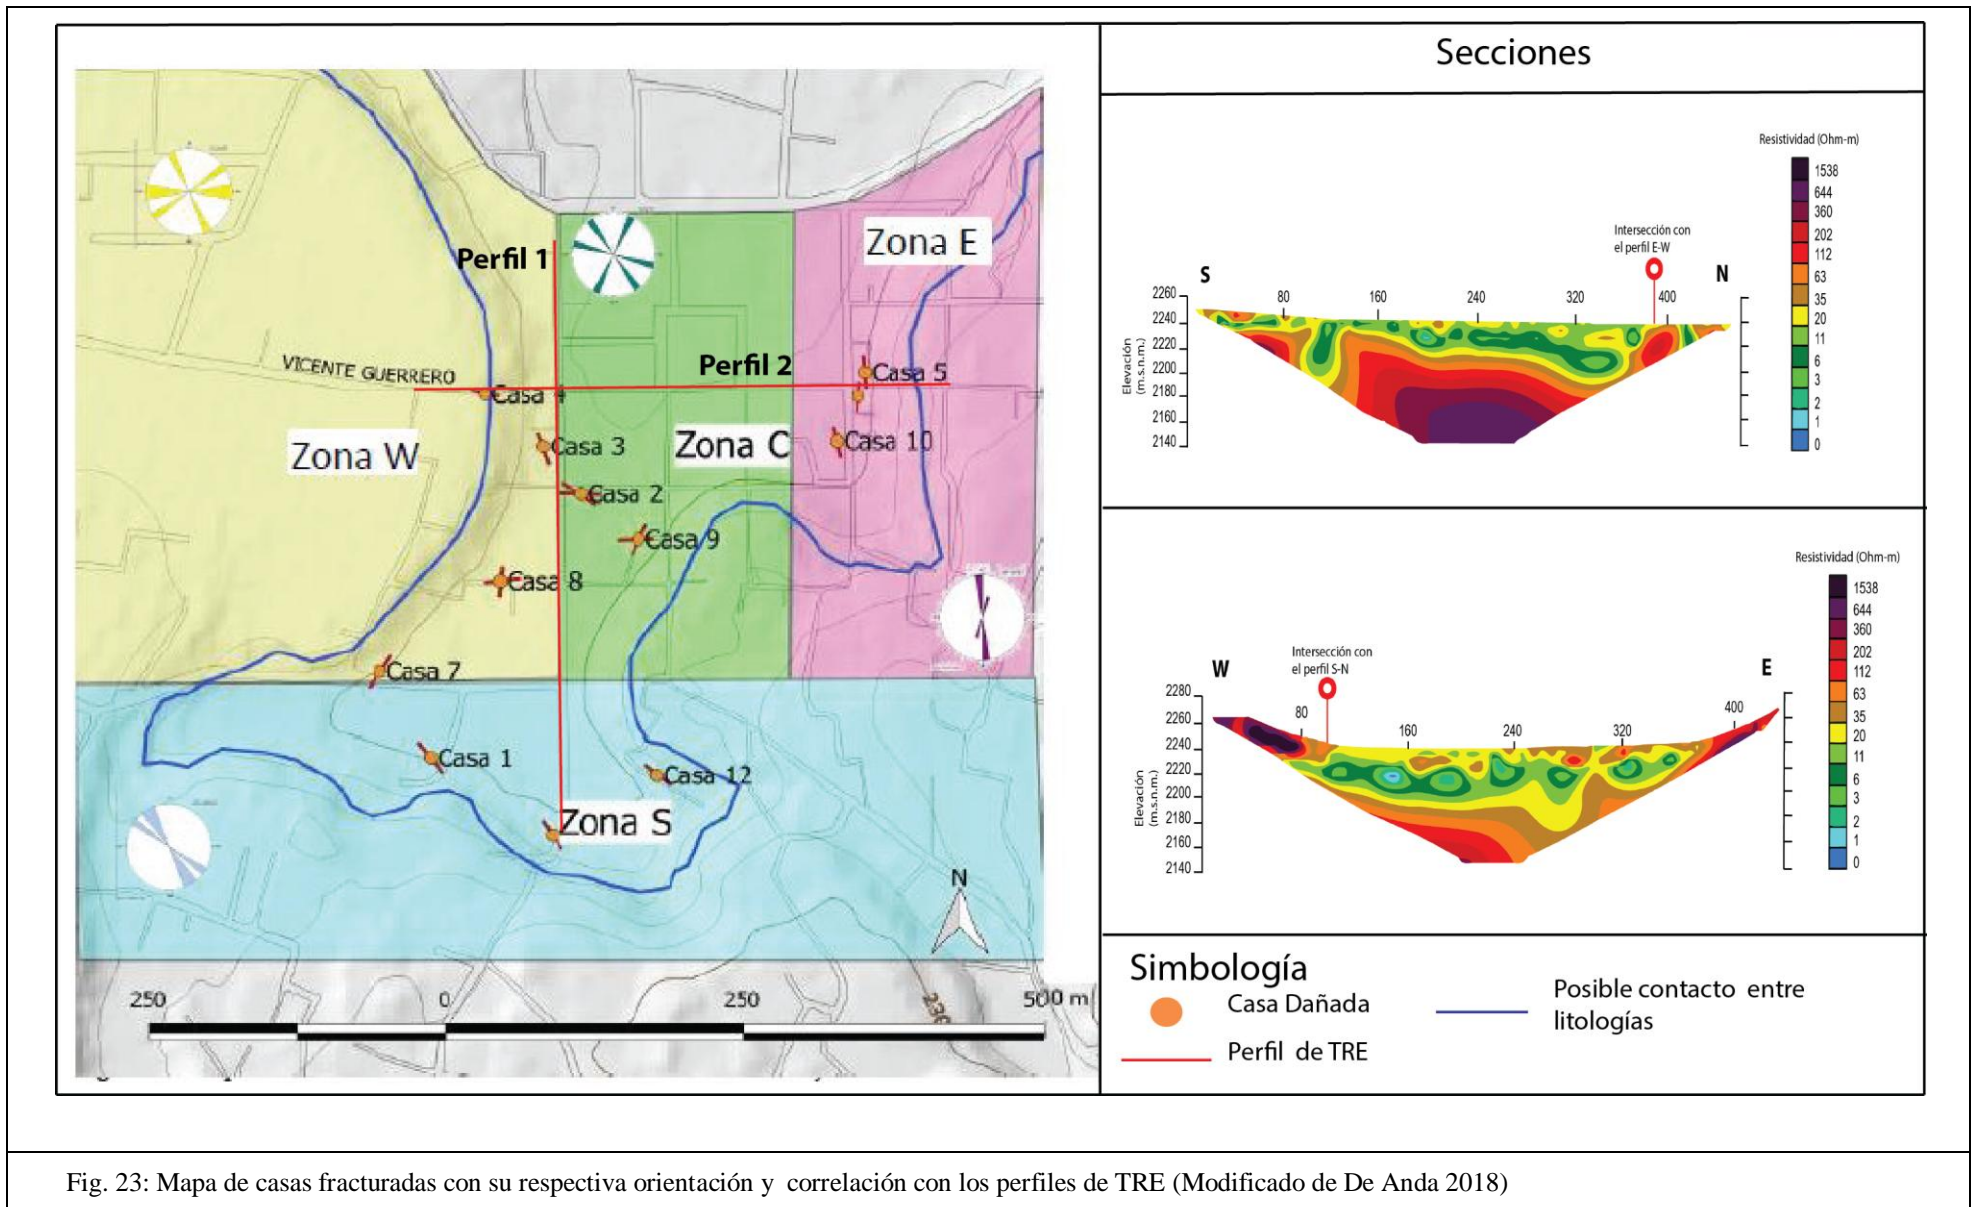 Secciones
Zona E
Perfil 1
VICENTE GUERRERO
Perfil 2
Casa 5
Casa 4
Casa 3
Zona C
Casa 10
Zona W
Casa 2
Casa 9
Casa 8
Casa 7
Casa 1
Casa 12
Zona S
N
250
0
250
500 m
Resistividad (Ohm-m)
1538
644
360
202
112
63
35
20
11
6
3
2
1
0
Intersección con
el perfil E-W
S
N
80
160
240
320
400
2260
2240
2220
2200
2180
2160
2140
Elevación
(m.s.n.m.)
Resistividad (Ohm-m)
1538
644
360
202
112
63
35
20
11
6
3
2
1
0
Intersección con
el perfil S-N
W
E
80
160
240
320
400
2280
2260
2240
2220
2200
2180
2160
2140
Elevación
(m.s.n.m.)
Simbología
Casa Dañada
Perfil de TRE
Posible contacto entre
litologías
Fig. 23: Mapa de casas fracturadas con su respectiva orientación y correlación con los perfiles de TRE (Modificado de De Anda 2018)